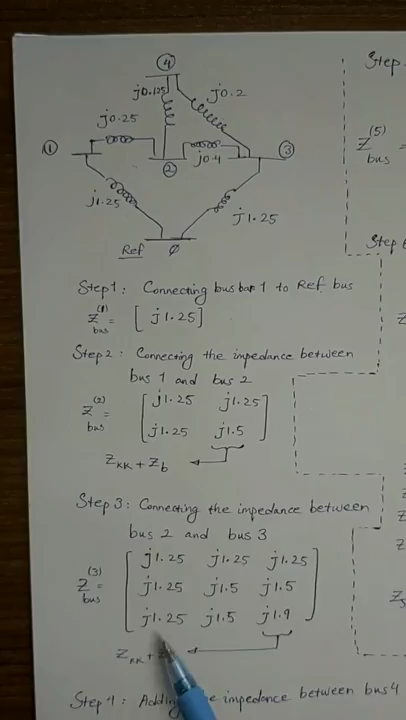 ④
j0.125
j0.2
j0.25
①
②
j0.4
③
j1.25
j1.25
Ref
0
Step 1: Connecting bus bar 1 to Ref bus
Z bus (1) = [ j1.25 ]
Step 2: Connecting the impedance between
bus 1 and bus 2
Z bus (2) =
j1.25 j1.25
j1.25 j1.5
ZKK + Zb
Step 3: Connecting the impedance between
bus 2 and bus 3
Z bus (3) =
j1.25 j1.25 j1.25
j1.25 j1.5 j1.5
j1.25 j1.5 j1.9
ZKK +
Step 4: Adding the impedance between bus 4
Step
Z bus (5) =
Step